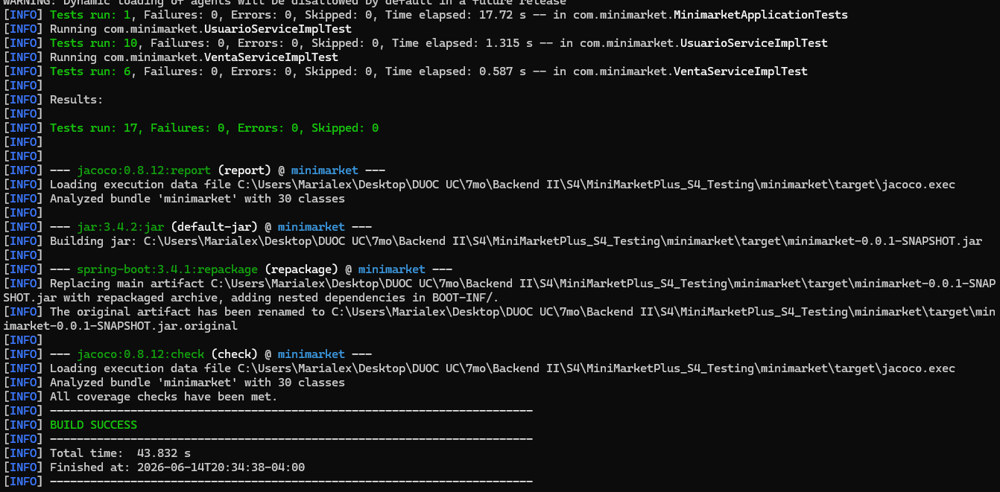 WARNING: Dynamic loading of agents will be disallowed by default in a future release
[INFO] Tests run: 1, Failures: 0, Errors: 0, Skipped: 0, Time elapsed: 17.72 s -- in com.minimarket.MinimarketApplicationTests
[INFO] Running com.minimarket.UsuarioServiceImplTest
[INFO] Tests run: 10, Failures: 0, Errors: 0, Skipped: 0, Time elapsed: 1.315 s -- in com.minimarket.UsuarioServiceImplTest
[INFO] Running com.minimarket.VentaServiceImplTest
[INFO] Tests run: 6, Failures: 0, Errors: 0, Skipped: 0, Time elapsed: 0.587 s -- in com.minimarket.VentaServiceImplTest
[INFO]
[INFO] Results:
[INFO]
[INFO] Tests run: 17, Failures: 0, Errors: 0, Skipped: 0
[INFO]
[INFO]
[INFO] --- jacoco:0.8.12:report (report) @ minimarket ---
[INFO] Loading execution data file C:\Users\Marialex\Desktop\DUOC UC\7mo\Backend II\S4\MiniMarketPlus_S4_Testing\minimarket\target\jacoco.exec
[INFO] Analyzed bundle 'minimarket' with 30 classes
[INFO]
[INFO] --- jar:3.4.2:jar (default-jar) @ minimarket ---
[INFO] Building jar: C:\Users\Marialex\Desktop\DUOC UC\7mo\Backend II\S4\MiniMarketPlus_S4_Testing\minimarket\target\minimarket-0.0.1-SNAPSHOT.jar
[INFO]
[INFO] --- spring-boot:3.4.1:repackage (repackage) @ minimarket ---
[INFO] Replacing main artifact C:\Users\Marialex\Desktop\DUOC UC\7mo\Backend II\S4\MiniMarketPlus_S4_Testing\minimarket\target\minimarket-0.0.1-SNAP
SHOT.jar with repackaged archive, adding nested dependencies in BOOT-INF/.
[INFO] The original artifact has been renamed to C:\Users\Marialex\Desktop\DUOC UC\7mo\Backend II\S4\MiniMarketPlus_S4_Testing\minimarket\target\min
imarket-0.0.1-SNAPSHOT.jar.original
[INFO]
[INFO] --- jacoco:0.8.12:check (check) @ minimarket ---
[INFO] Loading execution data file C:\Users\Marialex\Desktop\DUOC UC\7mo\Backend II\S4\MiniMarketPlus_S4_Testing\minimarket\target\jacoco.exec
[INFO] Analyzed bundle 'minimarket' with 30 classes
[INFO] All coverage checks have been met.
[INFO] ------------------------------------------------------------------------
[INFO] BUILD SUCCESS
[INFO] ------------------------------------------------------------------------
[INFO] Total time:  43.832 s
[INFO] Finished at: 2026-06-14T20:34:38-04:00
[INFO] ------------------------------------------------------------------------